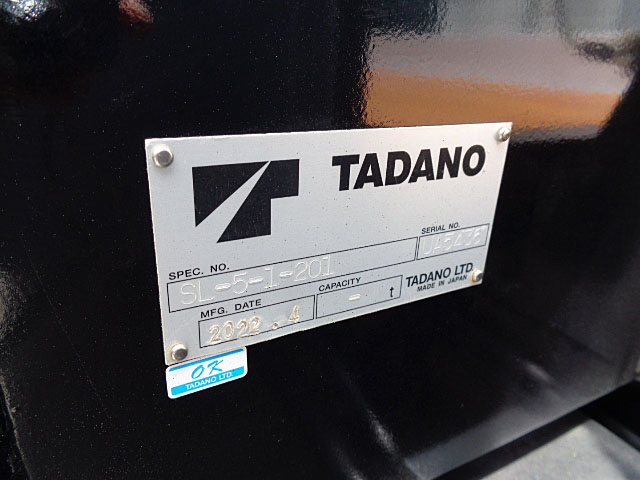 TADANO
SPEC. NO.
SL-5-1-201
SERIAL NO.
MFG. DATE
2022.4
CAPACITY
- t
TADANO LTD.
MADE IN JAPAN
OK
TADANO LTD.